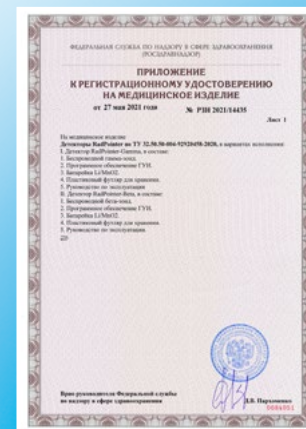 ФЕДЕРАЛЬНАЯ СЛУЖБА ПО НАДЗОРУ В СФЕРЕ ЗДРАВООХРАНЕНИЯ
(РОСЗДРАВНАДЗОР)
ПРИЛОЖЕНИЕ
К РЕГИСТРАЦИОННОМУ УДОСТОВЕРЕНИЮ
НА МЕДИЦИНСКОЕ ИЗДЕЛИЕ
от 27 мая 2021 года № РЗН 2021/14435
Лист 1
На медицинское изделие
Детекторы RadPointer по ТУ 32.50.50-004-92920458-2020, в вариантах исполнения:
I. Детектор RadPointer-Gamma, в составе:
1. Беспроводной гамма-зонд.
2. Программное обеспечение ГУИ.
3. Батарейка Li/MnO2.
4. Пластиковый футляр для хранения.
5. Руководство по эксплуатации
II. Детектор RadPointer-Beta, в составе:
1. Беспроводной бета-зонд.
2. Программное обеспечение ГУИ.
3. Батарейка Li/MnO2.
4. Пластиковый футляр для хранения.
5. Руководство по эксплуатации.
Врио руководителя Федеральной службы
по надзору в сфере здравоохранения
Д.В. Пархоменко